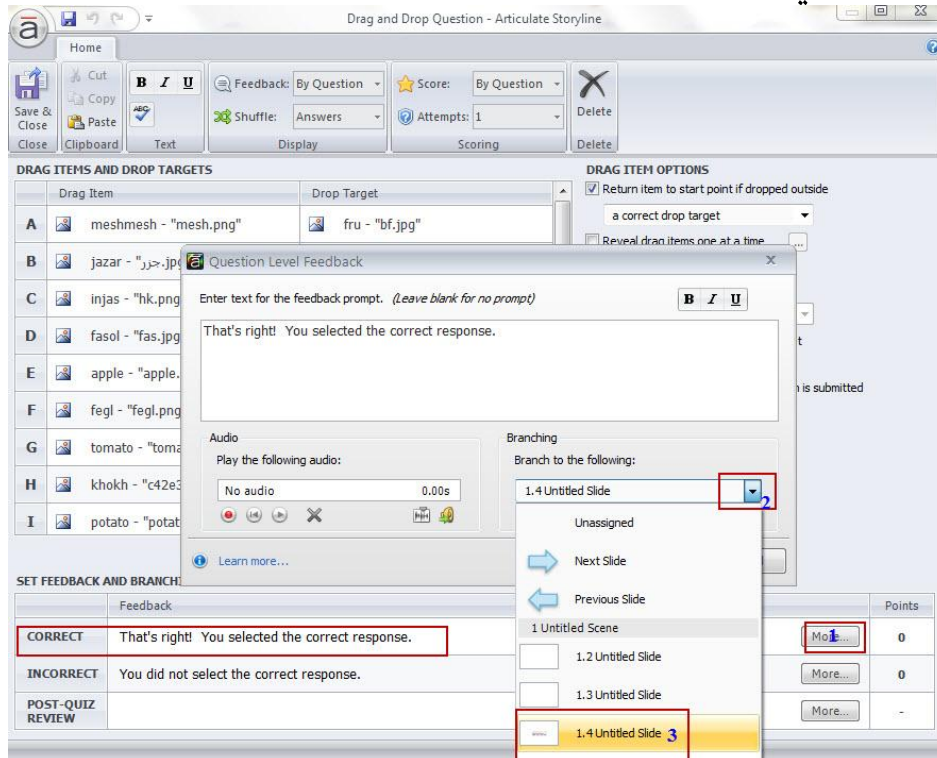 Drag and Drop Question - Articulate Storyline
Home
Save & Close
Cut
Copy
Paste
B I U
ABC
Feedback: By Question
Shuffle: Answers
Score: By Question
Attempts: 1
Delete
Close
Clipboard
Text
Display
Scoring
Delete
DRAG ITEMS AND DROP TARGETS
Drag Item
Drop Target
A meshmesh - "mesh.png" fru - "bf.jpg"
B jazar - "جزر.jp
C injas - "hk.png
D fasol - "fas.jpg
E apple - "apple.
F fegl - "fegl.png
G tomato - "toma
H khokh - "c42e3
I potato - "potat
DRAG ITEM OPTIONS
Return item to start point if dropped outside
a correct drop target
Reveal drag items one at a time
...
t
is submitted
Question Level Feedback
Enter text for the feedback prompt. (Leave blank for no prompt)
B I U
That's right! You selected the correct response.
Audio
Play the following audio:
No audio 0.00s
Branching
Branch to the following:
1.4 Untitled Slide
2
Learn more...
Unassigned
Next Slide
Previous Slide
1 Untitled Scene
1.2 Untitled Slide
1.3 Untitled Slide
1.4 Untitled Slide 3
SET FEEDBACK AND BRANCHI
Feedback
Points
CORRECT That's right! You selected the correct response. More... 1 0
INCORRECT You did not select the correct response. More... 0
POST-QUIZ REVIEW More... -